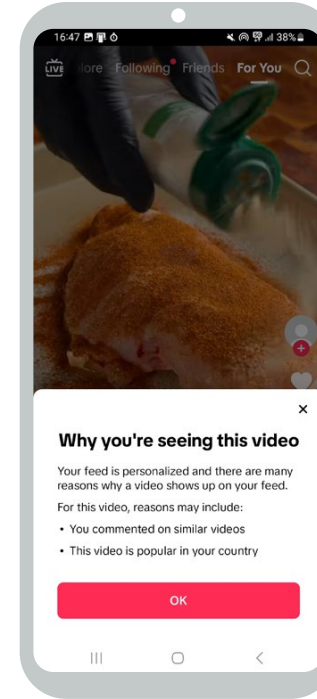 16:47 38%
LIVE lore Following Friends For You
Why you're seeing this video
Your feed is personalized and there are many
reasons why a video shows up on your feed.
For this video, reasons may include:
• You commented on similar videos
• This video is popular in your country
OK